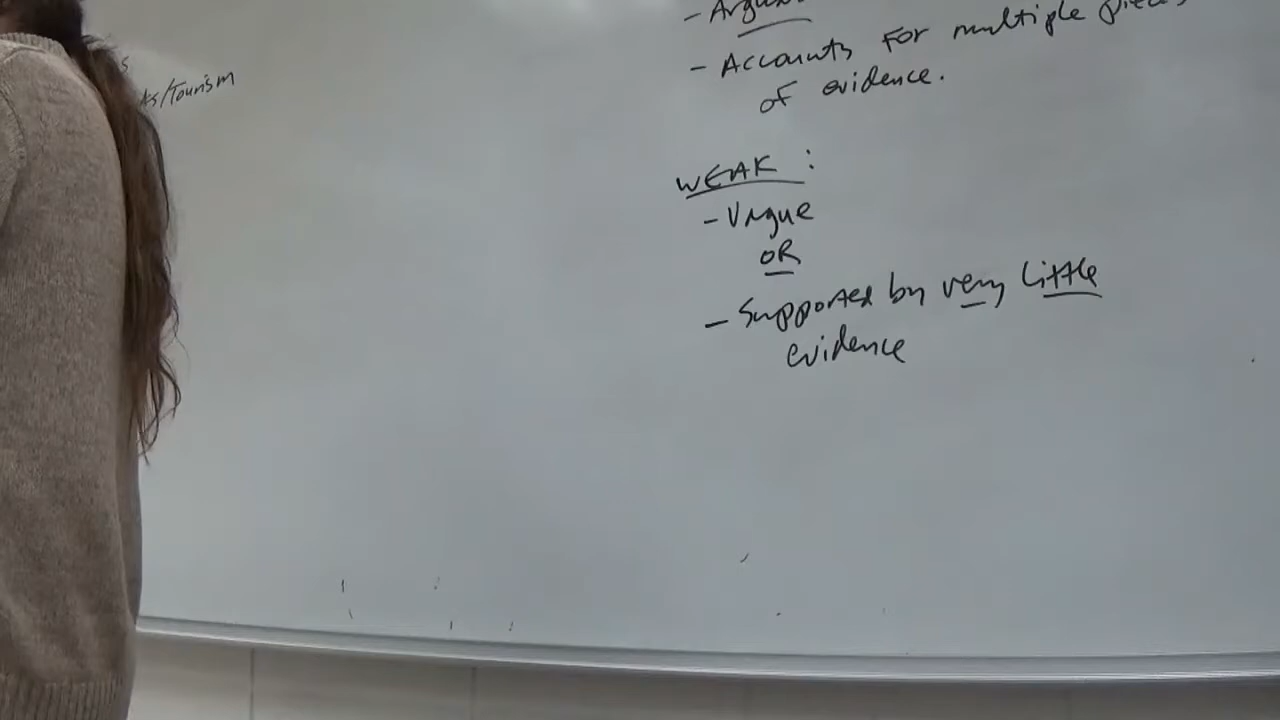 /Tourism
- Accounts for multiple
of evidence.
WEAK :
- Vague
OR
- Supported by very little
evidence